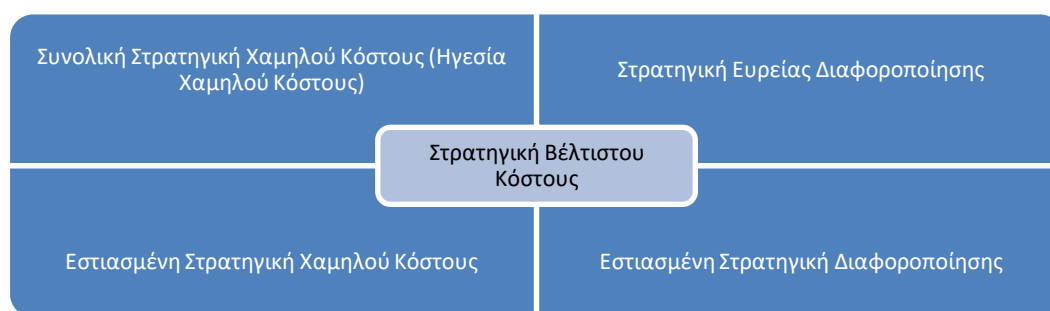 Συνολική Στρατηγική Χαμηλού Κόστους (Ηγεσία
Χαμηλού Κόστους)
Στρατηγική Ευρείας Διαφοροποίησης
Στρατηγική Βέλτιστου
Κόστους
Εστιασμένη Στρατηγική Χαμηλού Κόστους
Εστιασμένη Στρατηγική Διαφοροποίησης